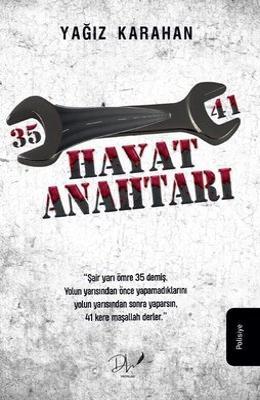 YAĞIZ KARAHAN
35
41
HAYAT
ANAHTARI
"Şair yarı ömre 35 demiş.
Yolun yarısından önce yapamadıklarını
yolun yarısından sonra yaparsın,
41 kere maşallah derler."
Polisiye